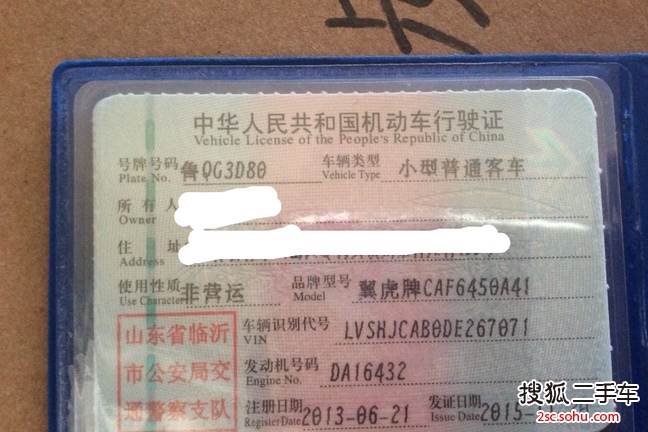 中华人民共和国机动车行驶证
Vehicle License of the People's Republic of China
号牌号码 鲁QG3D80 车辆类型 小型普通客车
Plate No. Vehicle Type
所有人
Owner
住址
Address
使用性质 非营运 品牌型号 翼虎牌CAF6450A41
Use Character Model
山东省临沂 车辆识别代号 LVSHJCAB0DE267071
VIN
市公安局交 发动机号码 DA16432
Engine No.
通警察支队 注册日期 2013-06-21 发证日期 2015-
Register Date Issue Date
搜狐二手车
2sc.sohu.com